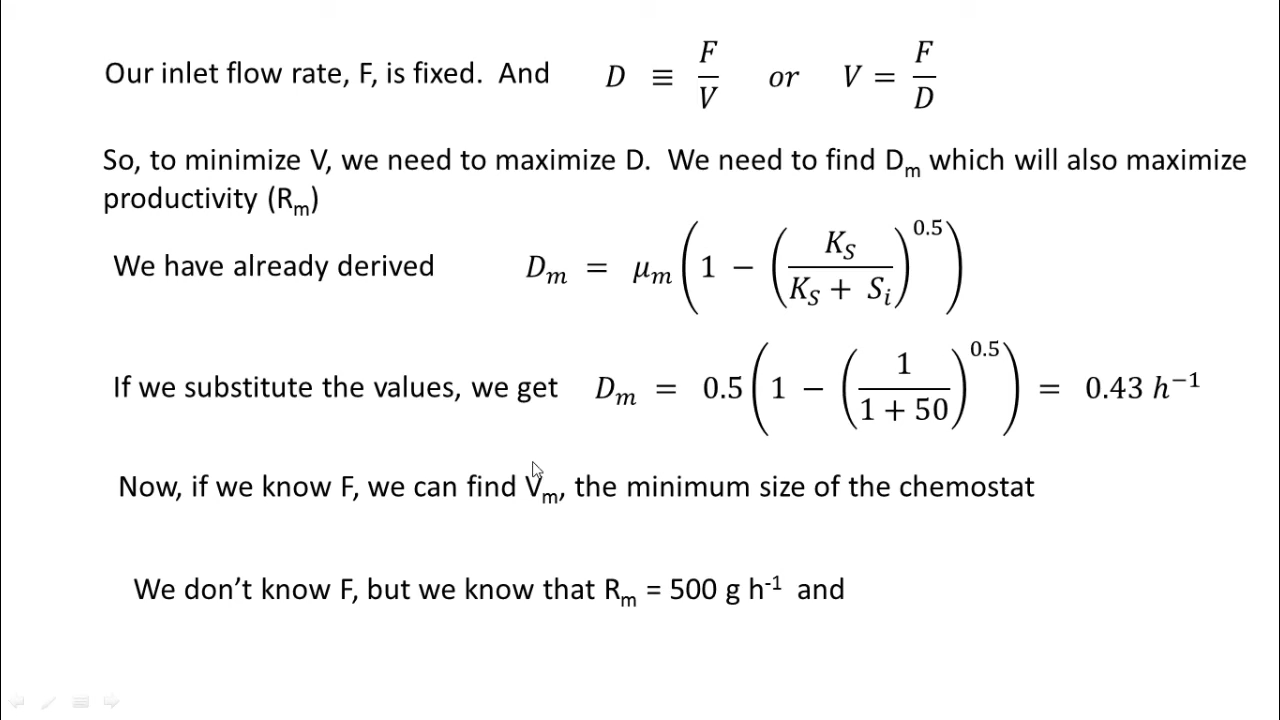 Our inlet flow rate, F, is fixed. And D ≡ F/V or V = F/D
So, to minimize V, we need to maximize D. We need to find Dₘ which will also maximize
productivity (Rₘ)
We have already derived Dₘ = μₘ(1 − (K_S/(K_S + S_i))^0.5)
If we substitute the values, we get Dₘ = 0.5(1 − (1/(1 + 50))^0.5) = 0.43 h⁻¹
Now, if we know F, we can find Vₘ, the minimum size of the chemostat
We don’t know F, but we know that Rₘ = 500 g h⁻¹ and